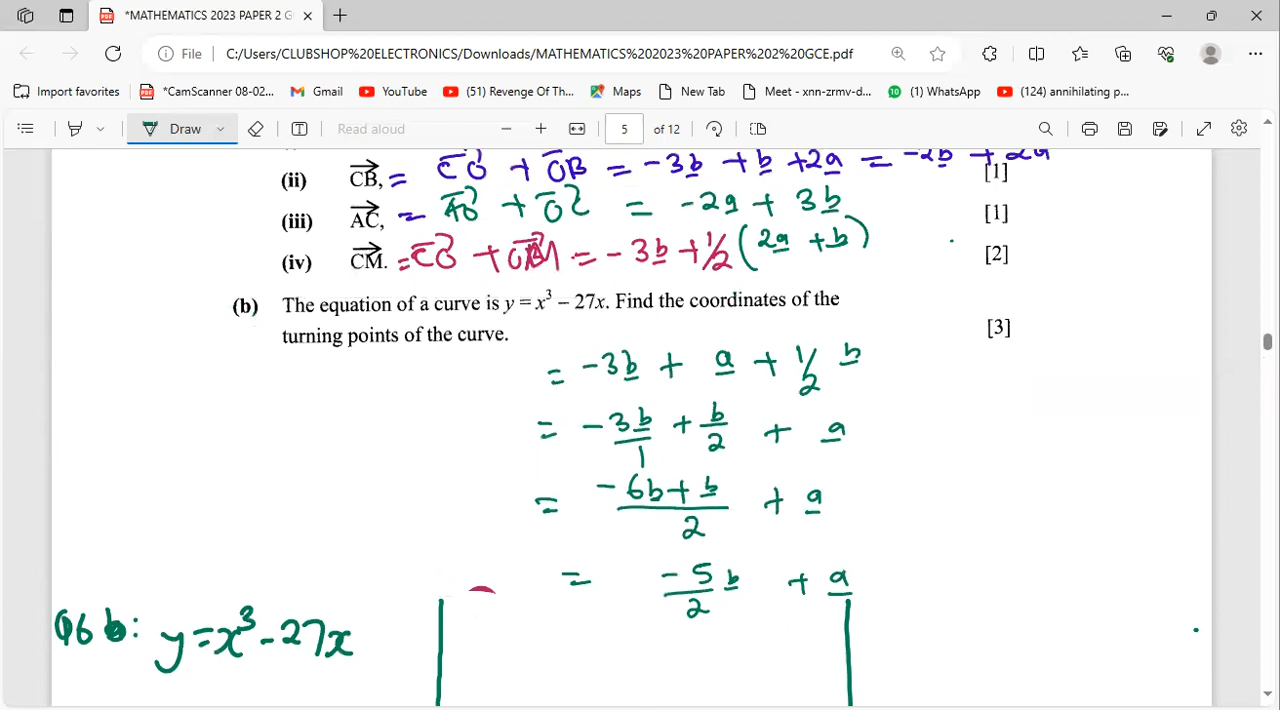 *MATHEMATICS 2023 PAPER 2 G
File C:/Users/CLUBSHOP%20ELECTRONICS/Downloads/MATHEMATICS%202023%20PAPER%202%20GCE.pdf
Import favorites *CamScanner 08-02... Gmail YouTube (51) Revenge Of Th... Maps New Tab Meet - xnn-zrmv-d... 10 (1) WhatsApp (124) annihilating p...
Draw Read aloud 5 of 12
(ii) CB, = CO + OB = -3b + b + 2a = -2b + 2a [1]
(iii) AC, = AO + OC = -2a + 3b [1]
(iv) CM. = CO + OM = -3b + 1/2 (2a + b) [2]
(b) The equation of a curve is y = x³ – 27x. Find the coordinates of the
turning points of the curve. [3]
= -3b + a + 1/2 b
= -3b/1 + b/2 + a
= -6b+b/2 + a
= -5/2 b + a
Q6 b: y=x³-27x